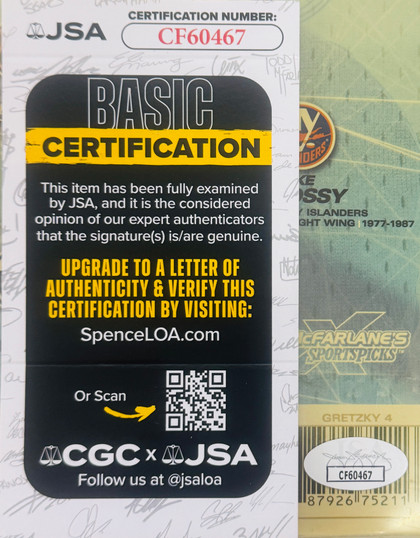 JSA
CERTIFICATION NUMBER:
CF60467
BASIC
CERTIFICATION
This item has been fully examined
by JSA, and it is the considered
opinion of our expert authenticators
that the signature(s) is/are genuine.
UPGRADE TO A LETTER OF
AUTHENTICITY & VERIFY THIS
CERTIFICATION BY VISITING:
SpenceLOA.com
Or Scan
CGC x JSA
Follow us at @jsaloa
KE
OSSY
Y ISLANDERS
GHT WING 1977-1987
McFARLANE'S
SPORTSPICKS™
GRETZKY 4
CF60467
87926 75211